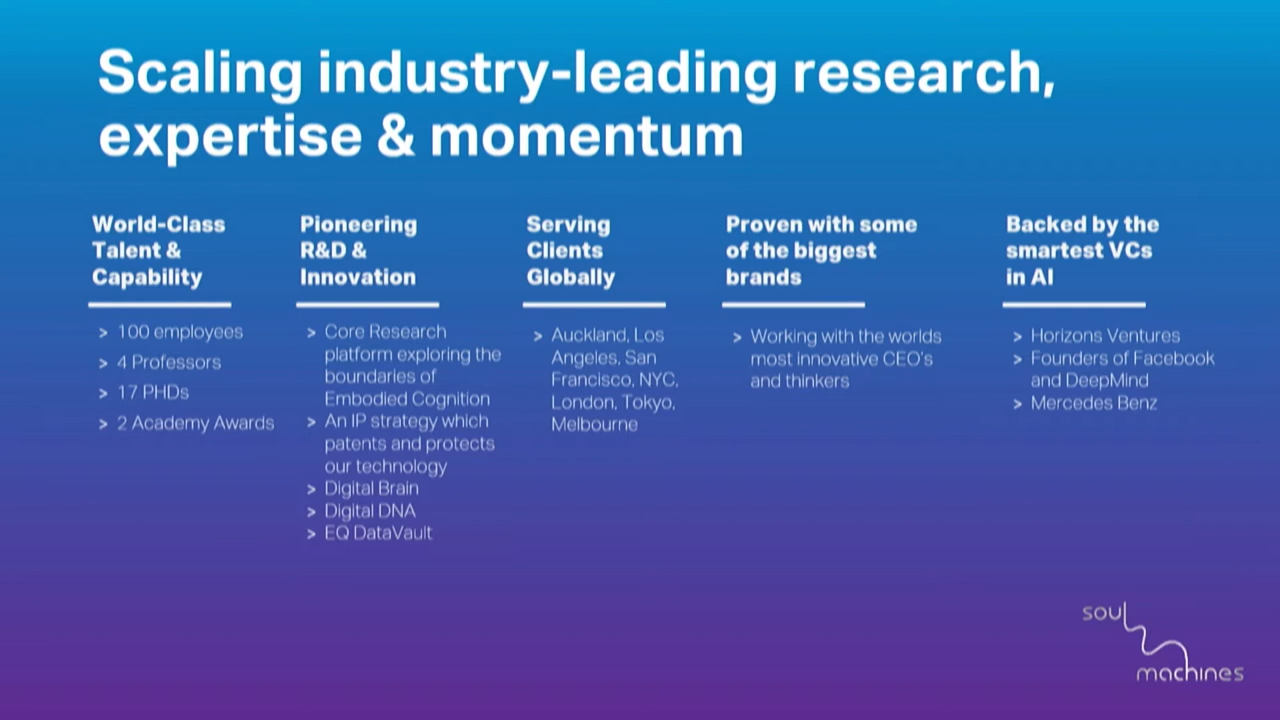 Scaling industry-leading research,
expertise & momentum
World-Class
Talent &
Capability
> 100 employees
> 4 Professors
> 17 PHDs
> 2 Academy Awards
Pioneering
R&D &
Innovation
> Core Research
platform exploring the
boundaries of
Embodied Cognition
> An IP strategy which
patents and protects
our technology
> Digital Brain
> Digital DNA
> EQ DataVault
Serving
Clients
Globally
> Auckland, Los
Angeles, San
Francisco, NYC,
London, Tokyo,
Melbourne
Proven with some
of the biggest
brands
> Working with the worlds
most innovative CEO's
and thinkers
Backed by the
smartest VCs
in AI
> Horizons Ventures
> Founders of Facebook
and DeepMind
> Mercedes Benz
soul
machines